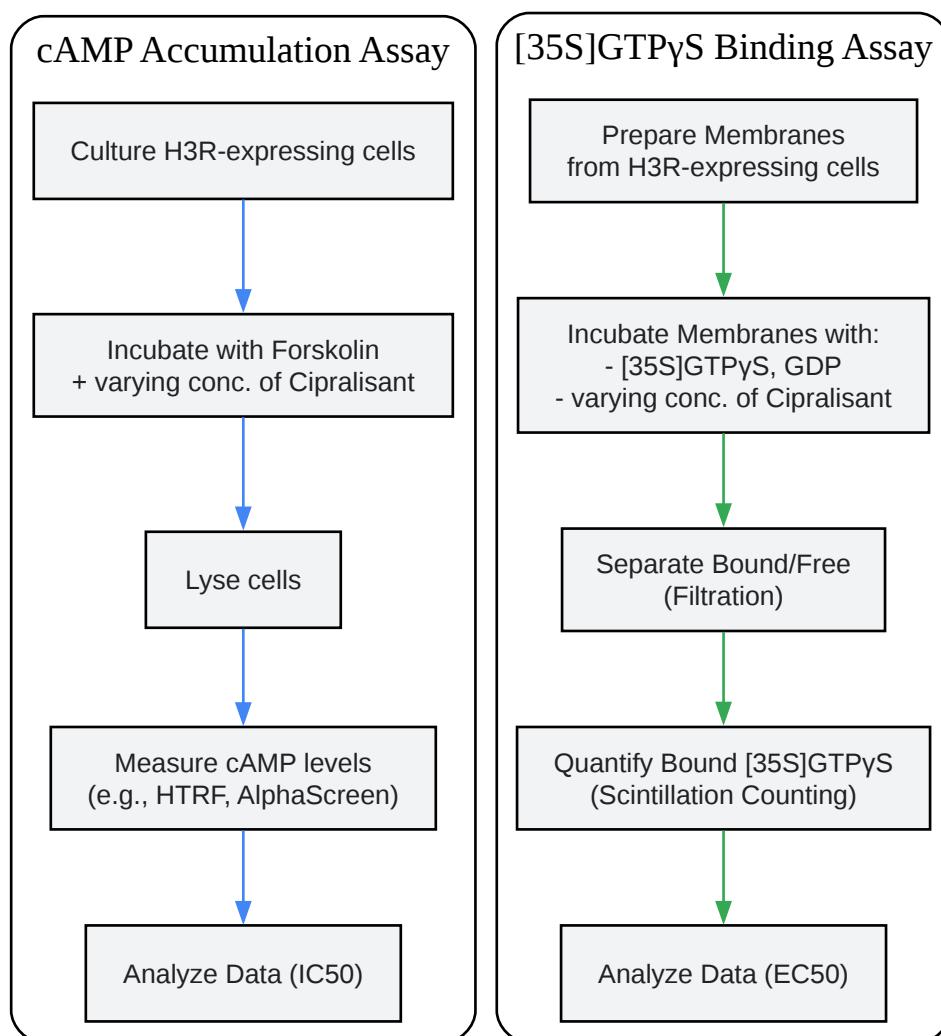 cAMP Accumulation Assay
Culture H3R-expressing cells
Incubate with Forskolin
+ varying conc. of Cipralisant
Lyse cells
Measure cAMP levels
(e.g., HTRF, AlphaScreen)
Analyze Data (IC50)
[35S]GTPγS Binding Assay
Prepare Membranes
from H3R-expressing cells
Incubate Membranes with:
- [35S]GTPγS, GDP
- varying conc. of Cipralisant
Separate Bound/Free
(Filtration)
Quantify Bound [35S]GTPγS
(Scintillation Counting)
Analyze Data (EC50)